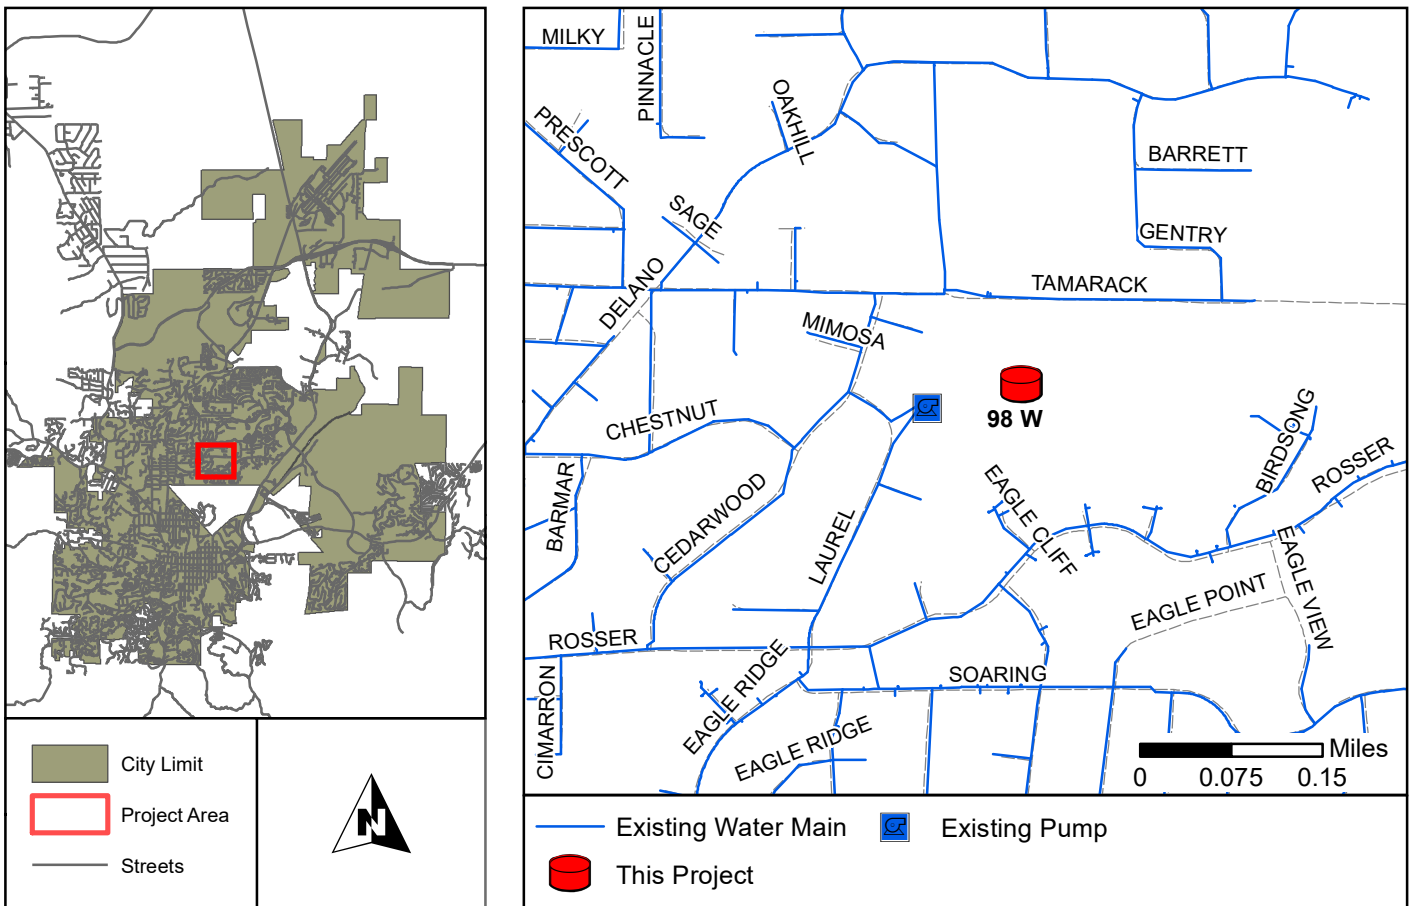 MILKY
PINNACLE
OAKHILL
PRESCOTT
BARRETT
SAGE
GENTRY
DELANO
TAMARACK
MIMOSA
98 W
CHESTNUT
BIRDSONG
ROSSER
BARMAR
CEDARWOOD
LAUREL
EAGLE CLIFF
EAGLE VIEW
EAGLE POINT
ROSSER
SOARING
EAGLE RIDGE
CIMARRON
EAGLE RIDGE
Miles
0 0.075 0.15
City Limit
Project Area
Streets
N
Existing Water Main
Existing Pump
This Project